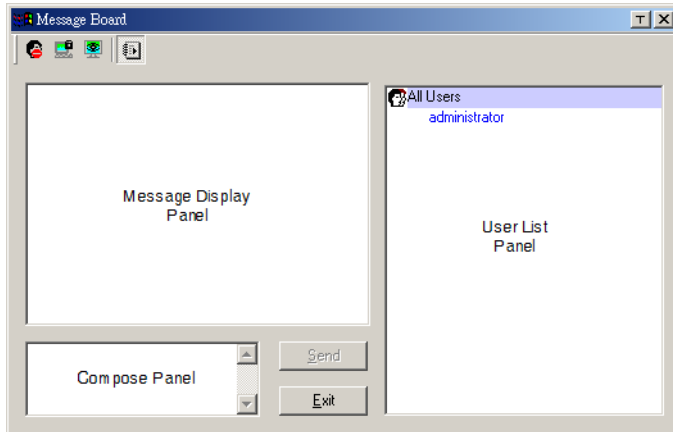 Message Board
T X
All Users
administrator
Message Display
Panel
User List
Panel
Compose Panel
Send
Exit